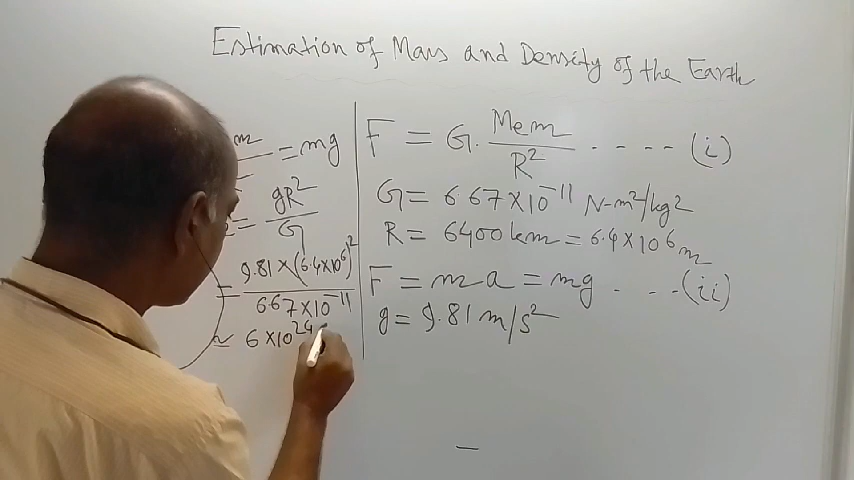 Estimation of Mass and Density of the Earth
m = mg
= gR² / G
= 9.81 × (6.4×10⁶)² / 6.67×10⁻¹¹
≃ 6×10²⁴
F = G. Mem / R² ----- (i)
G = 6.67×10⁻¹¹ N-m²/kg²
R = 6400 km = 6.4×10⁶ m
F = ma = mg . --- (ii)
g = 9.81 m/s²